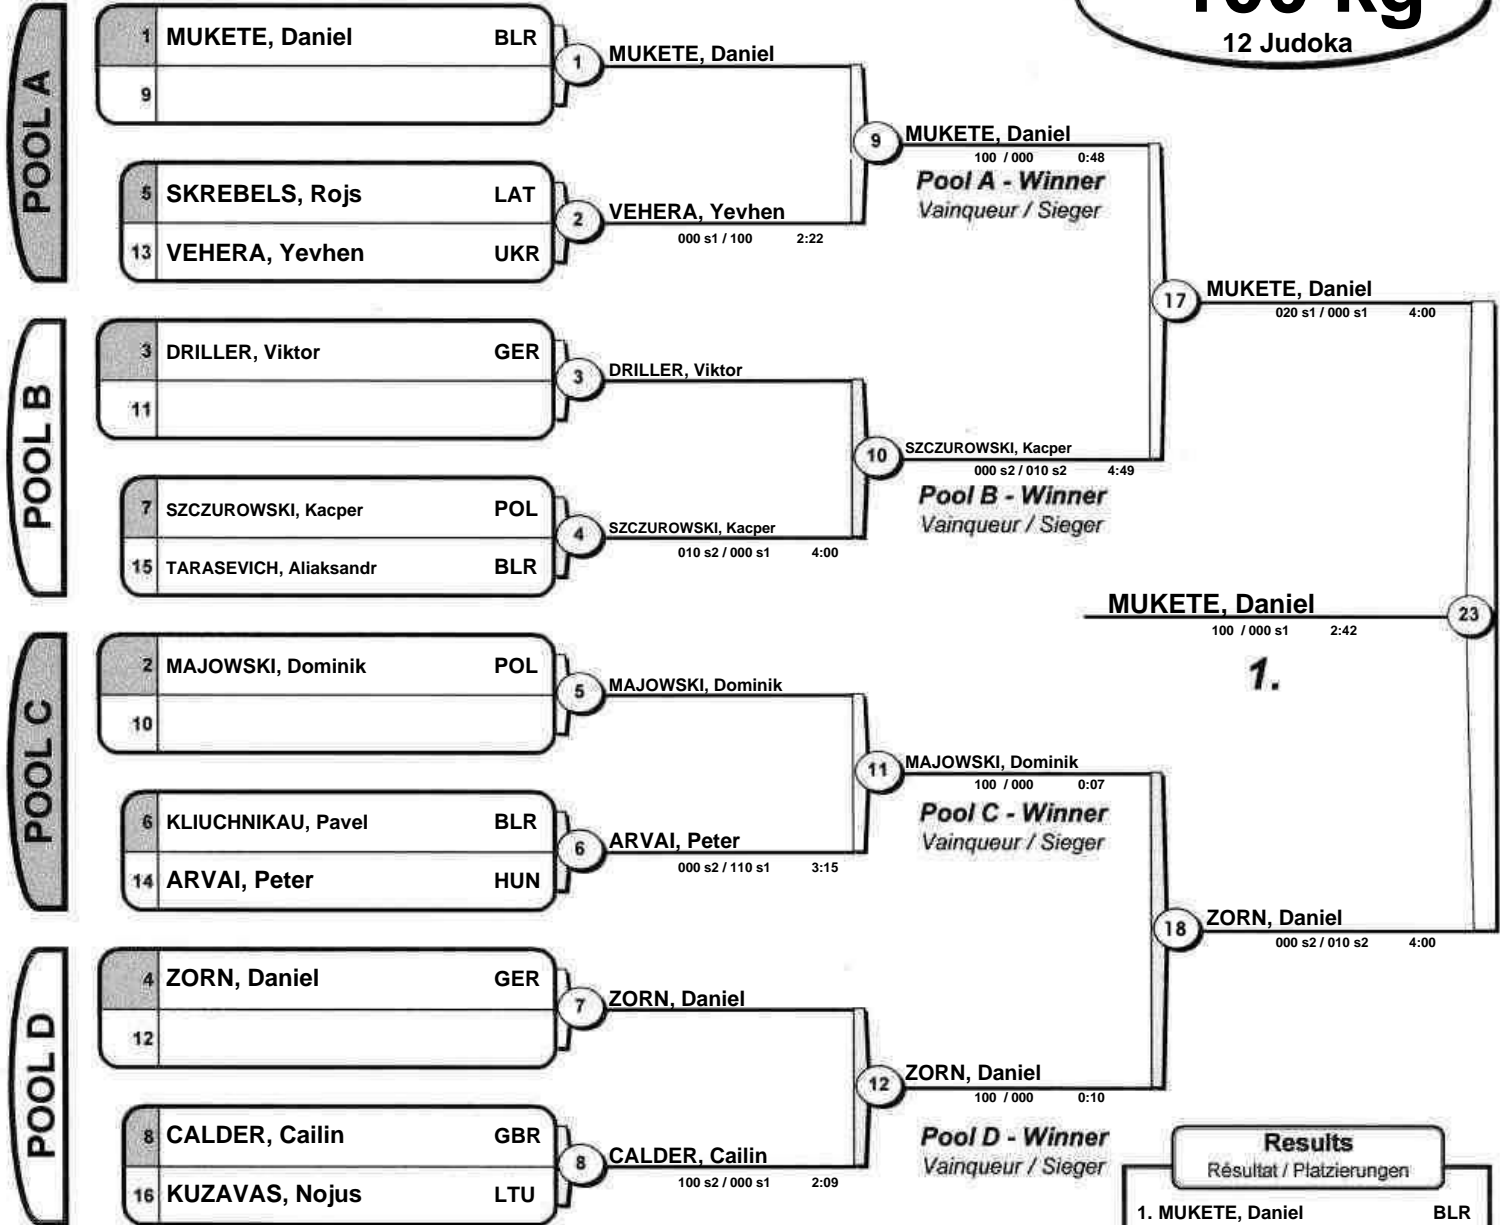 100 kg
12 Judoka
POOL A
1 MUKETE, Daniel BLR
9
1 MUKETE, Daniel
5 SKREBELS, Rojs LAT
13 VEHERA, Yevhen UKR
2 VEHERA, Yevhen
000 s1 / 100 2:22
9 MUKETE, Daniel
100 / 000 0:48
Pool A - Winner
Vainqueur / Sieger
POOL B
3 DRILLER, Viktor GER
11
3 DRILLER, Viktor
7 SZCZUROWSKI, Kacper POL
15 TARASEVICH, Aliaksandr BLR
4 SZCZUROWSKI, Kacper
010 s2 / 000 s1 4:00
10 SZCZUROWSKI, Kacper
000 s2 / 010 s2 4:49
Pool B - Winner
Vainqueur / Sieger
17 MUKETE, Daniel
020 s1 / 000 s1 4:00
MUKETE, Daniel 23
100 / 000 s1 2:42
1.
POOL C
2 MAJOWSKI, Dominik POL
10
5 MAJOWSKI, Dominik
6 KLIUCHNIKAU, Pavel BLR
14 ARVAI, Peter HUN
6 ARVAI, Peter
000 s2 / 110 s1 3:15
11 MAJOWSKI, Dominik
100 / 000 0:07
Pool C - Winner
Vainqueur / Sieger
POOL D
4 ZORN, Daniel GER
12
7 ZORN, Daniel
8 CALDER, Cailin GBR
16 KUZAVAS, Nojus LTU
8 CALDER, Cailin
100 s2 / 000 s1 2:09
12 ZORN, Daniel
100 / 000 0:10
Pool D - Winner
Vainqueur / Sieger
18 ZORN, Daniel
000 s2 / 010 s2 4:00
Results
Résultat / Platzierungen
1. MUKETE, Daniel BLR